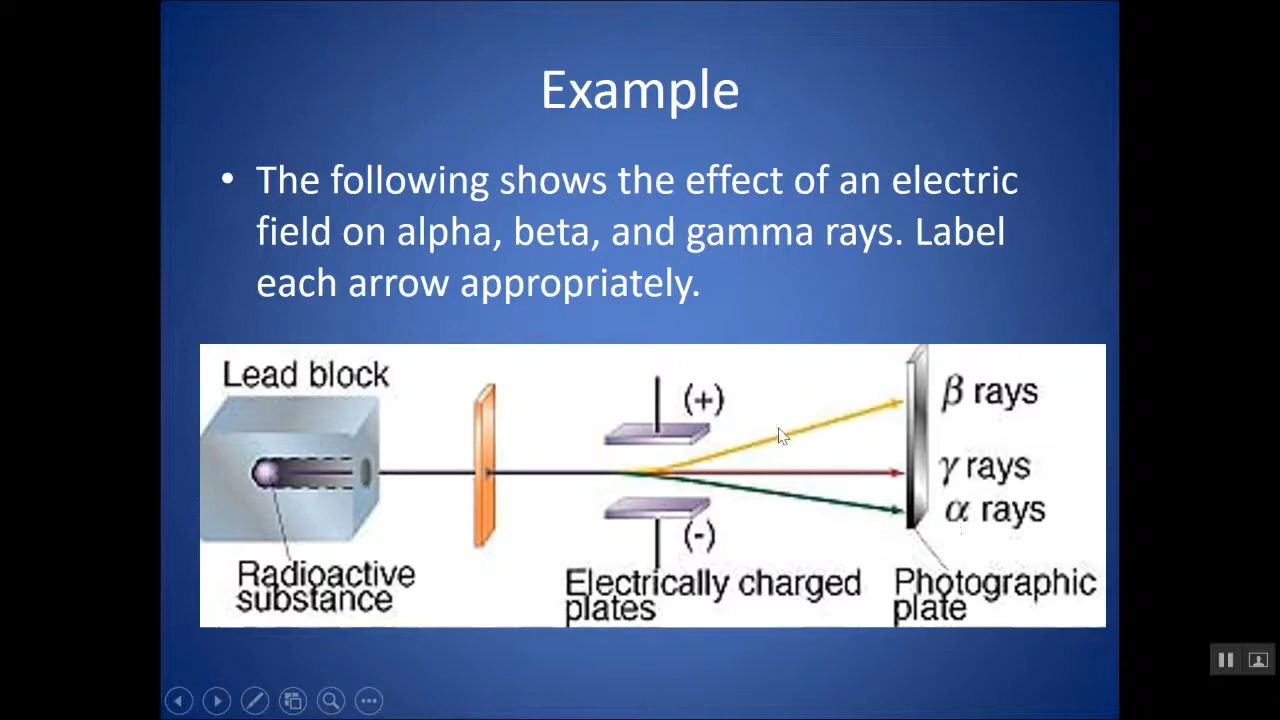 Example
• The following shows the effect of an electric
field on alpha, beta, and gamma rays. Label
each arrow appropriately.
Lead block
(+)
β rays
γ rays
α rays
(-)
Radioactive
substance
Electrically charged
plates
Photographic
plate